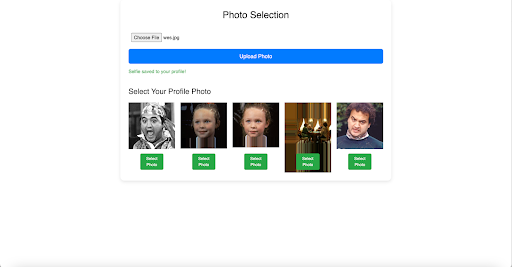 Photo Selection
Choose File wes.jpg
Upload Photo
Selfie saved to your profile!
Select Your Profile Photo
Select
Photo
Select
Photo
Select
Photo
Select
Photo
Select
Photo